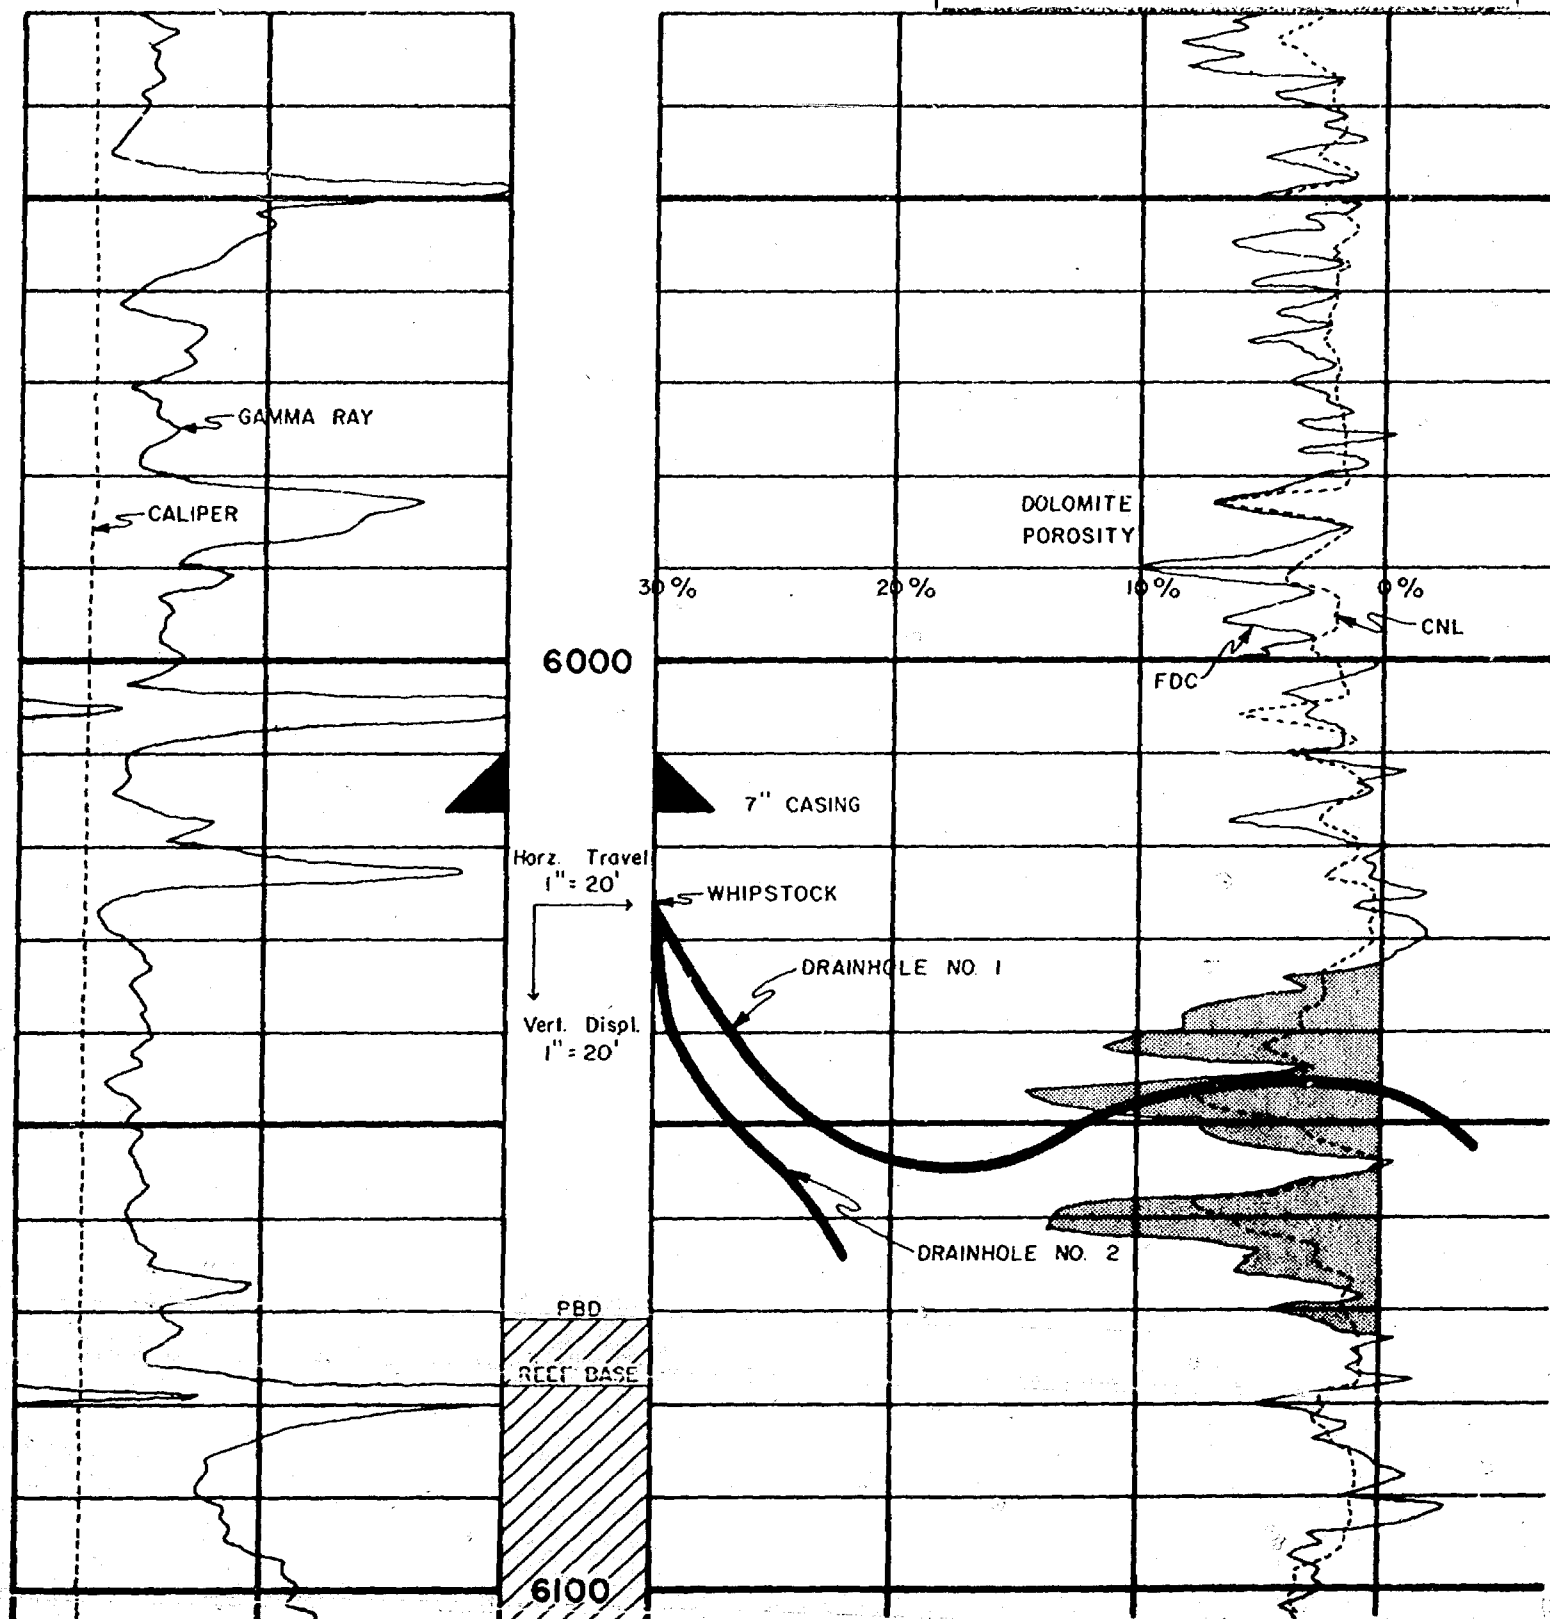 GAMMA RAY
CALIPER
DOLOMITE
POROSITY
30% 20% 10% 0%
CNL
6000
FDC
7" CASING
Horz. Travel
1" = 20'
WHIPSTOCK
DRAINHOLE NO. 1
Vert. Displ.
1" = 20'
DRAINHOLE NO. 2
PBD
REEF BASE
6100